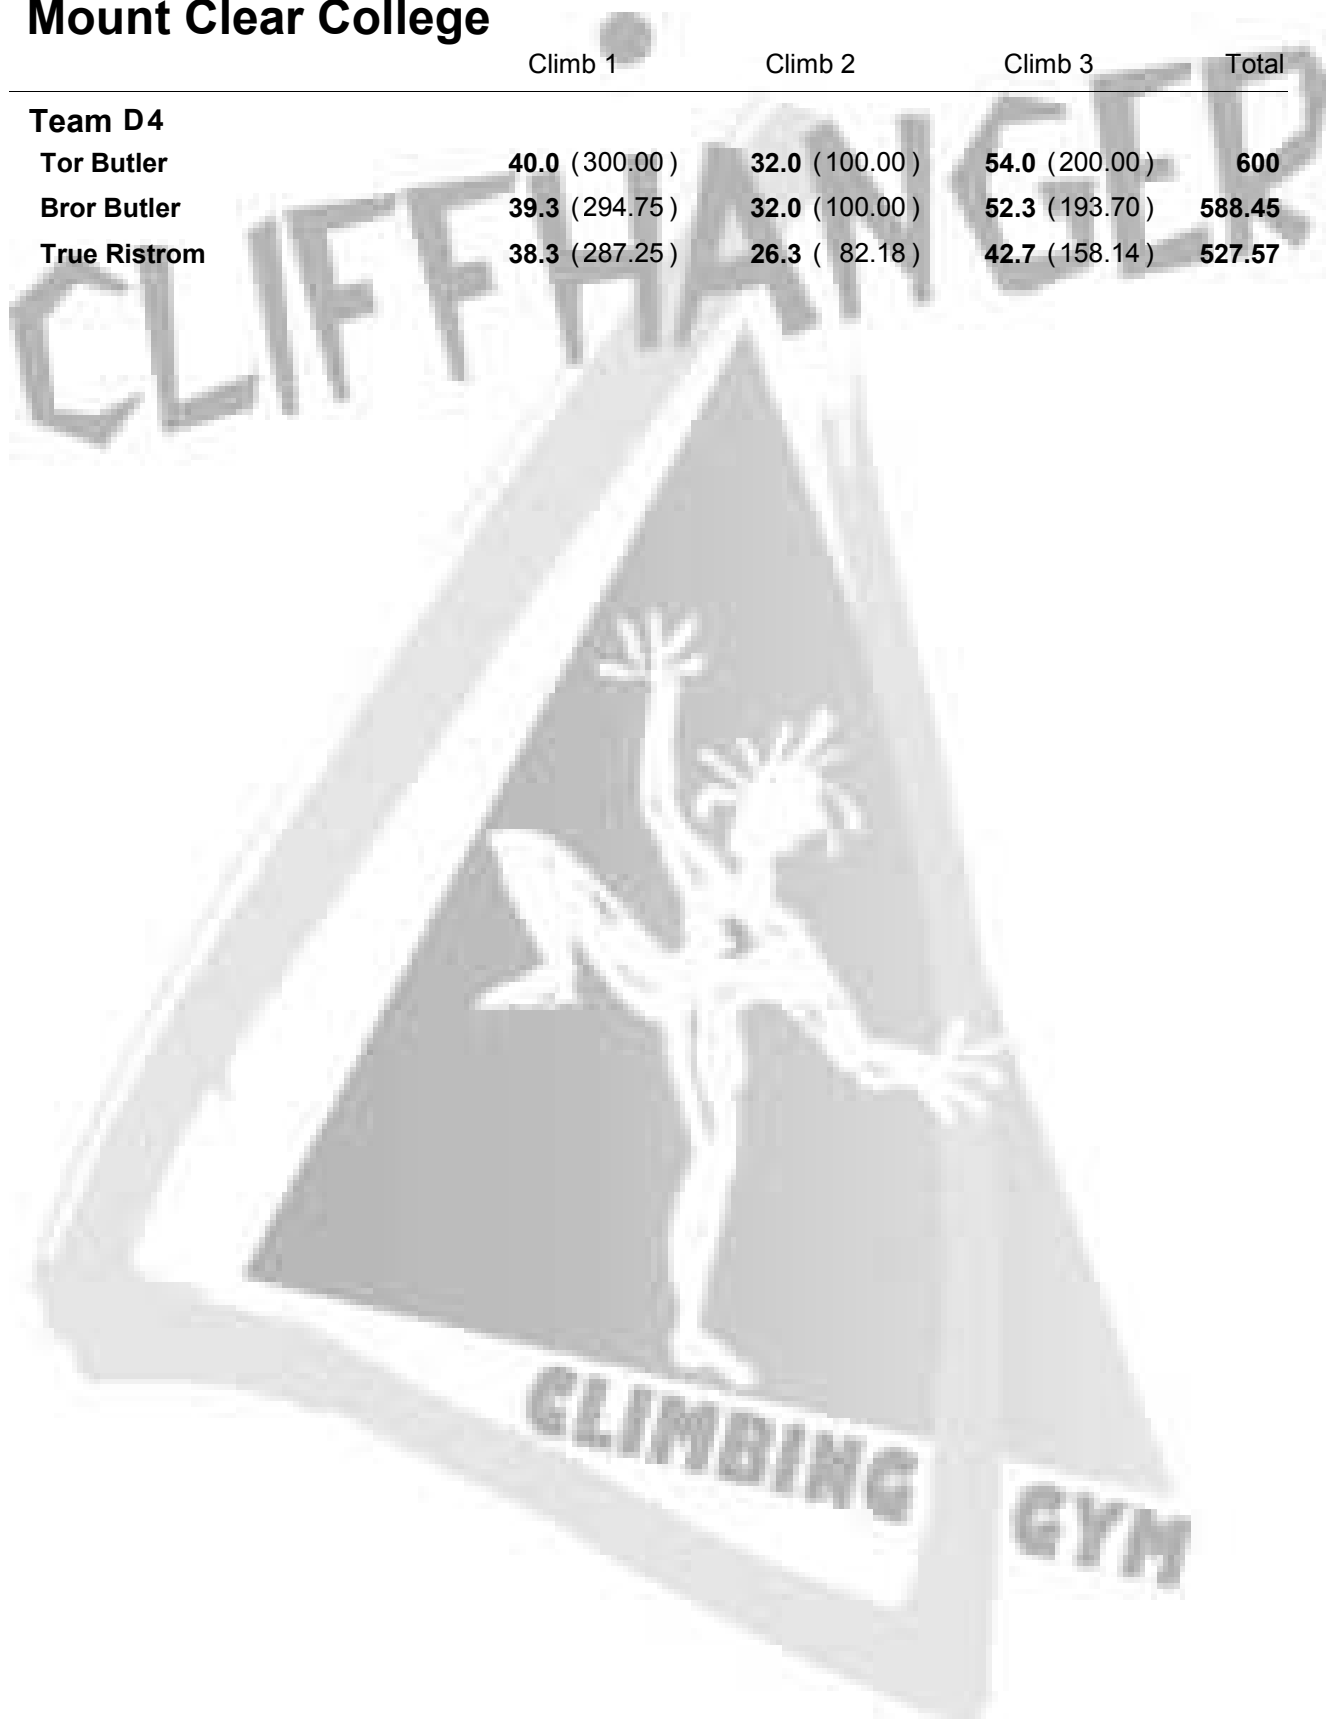 Mount Clear College
Climb 1 Climb 2 Climb 3 Total
Team D4
Tor Butler 40.0 (300.00) 32.0 (100.00) 54.0 (200.00) 600
Bror Butler 39.3 (294.75) 32.0 (100.00) 52.3 (193.70) 588.45
True Ristrom 38.3 (287.25) 26.3 ( 82.18) 42.7 (158.14) 527.57
CLIFFHANGER
CLIMBING GYM